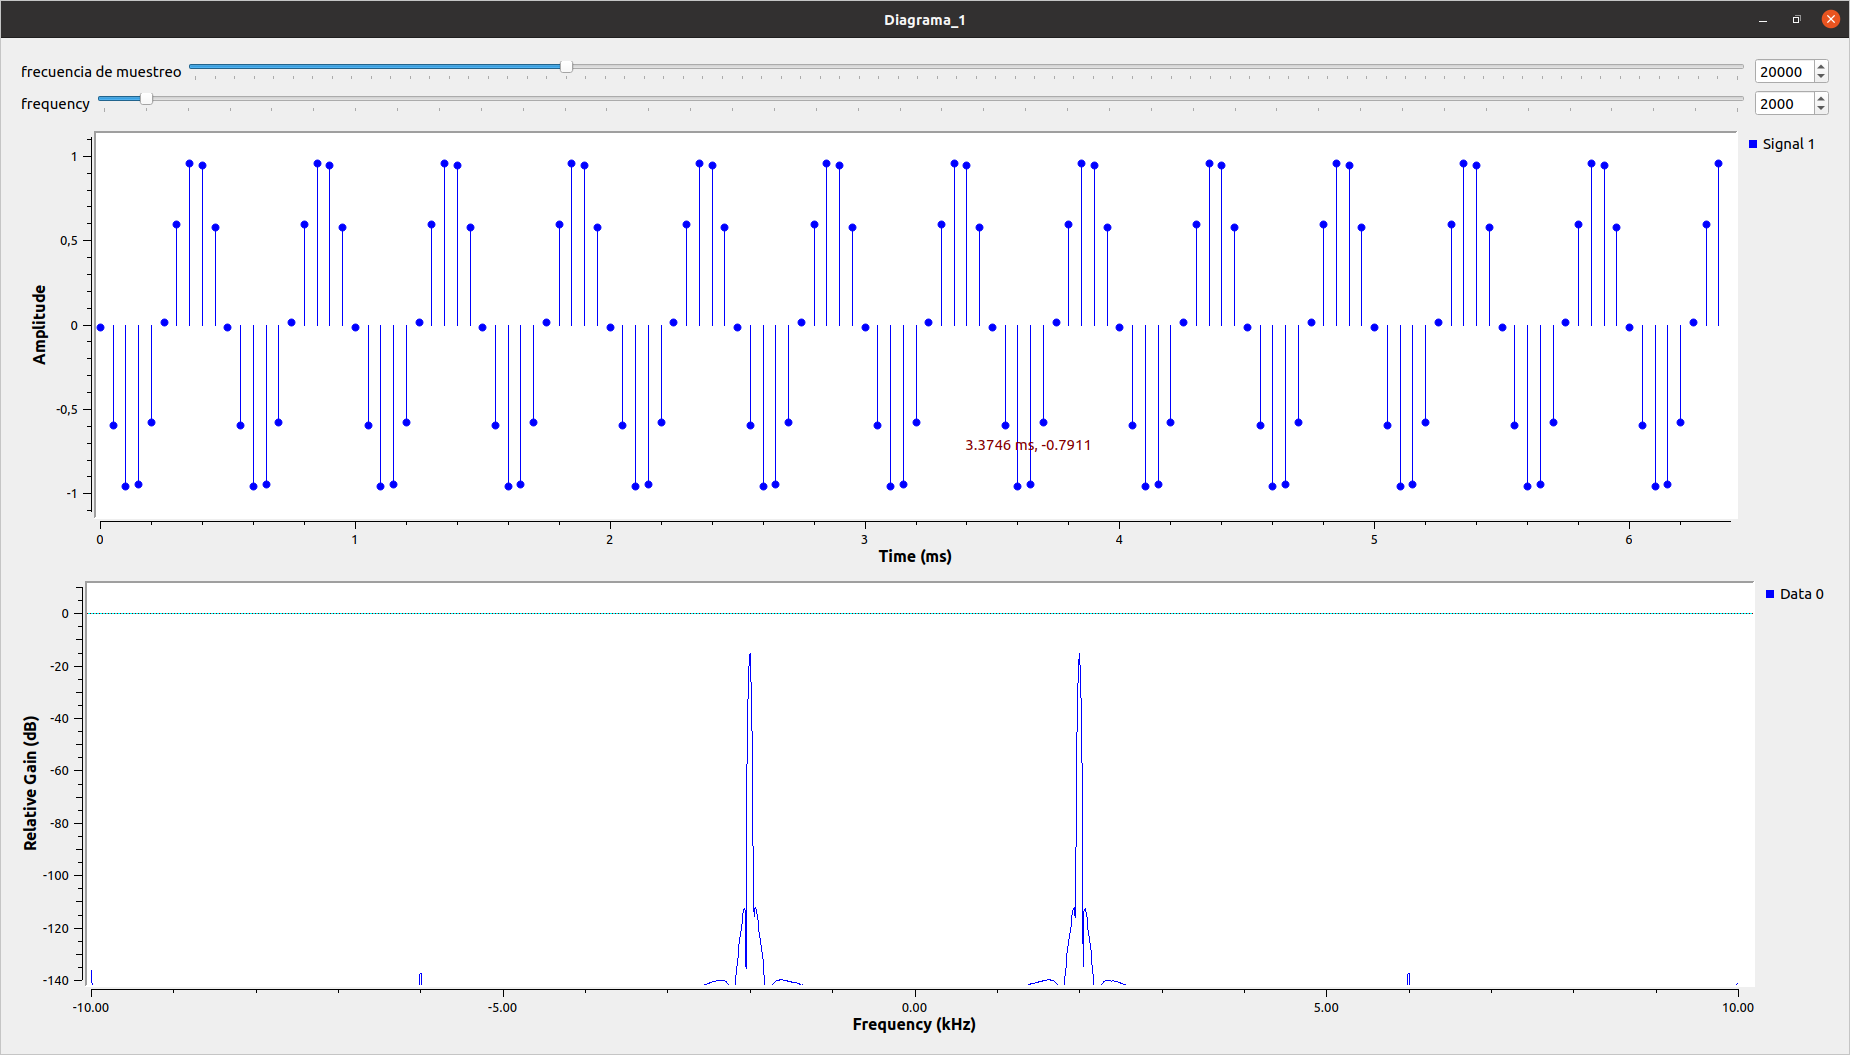 Diagrama_1
frecuencia de muestreo 20000
frequency 2000
Signal 1
1
0,5
0
-0,5
-1
Amplitude
3.3746 ms, -0.7911
0 1 2 3 4 5 6
Time (ms)
Data 0
0
-20
-40
-60
-80
-100
-120
-140
Relative Gain (dB)
-10.00 -5.00 0.00 5.00 10.00
Frequency (kHz)